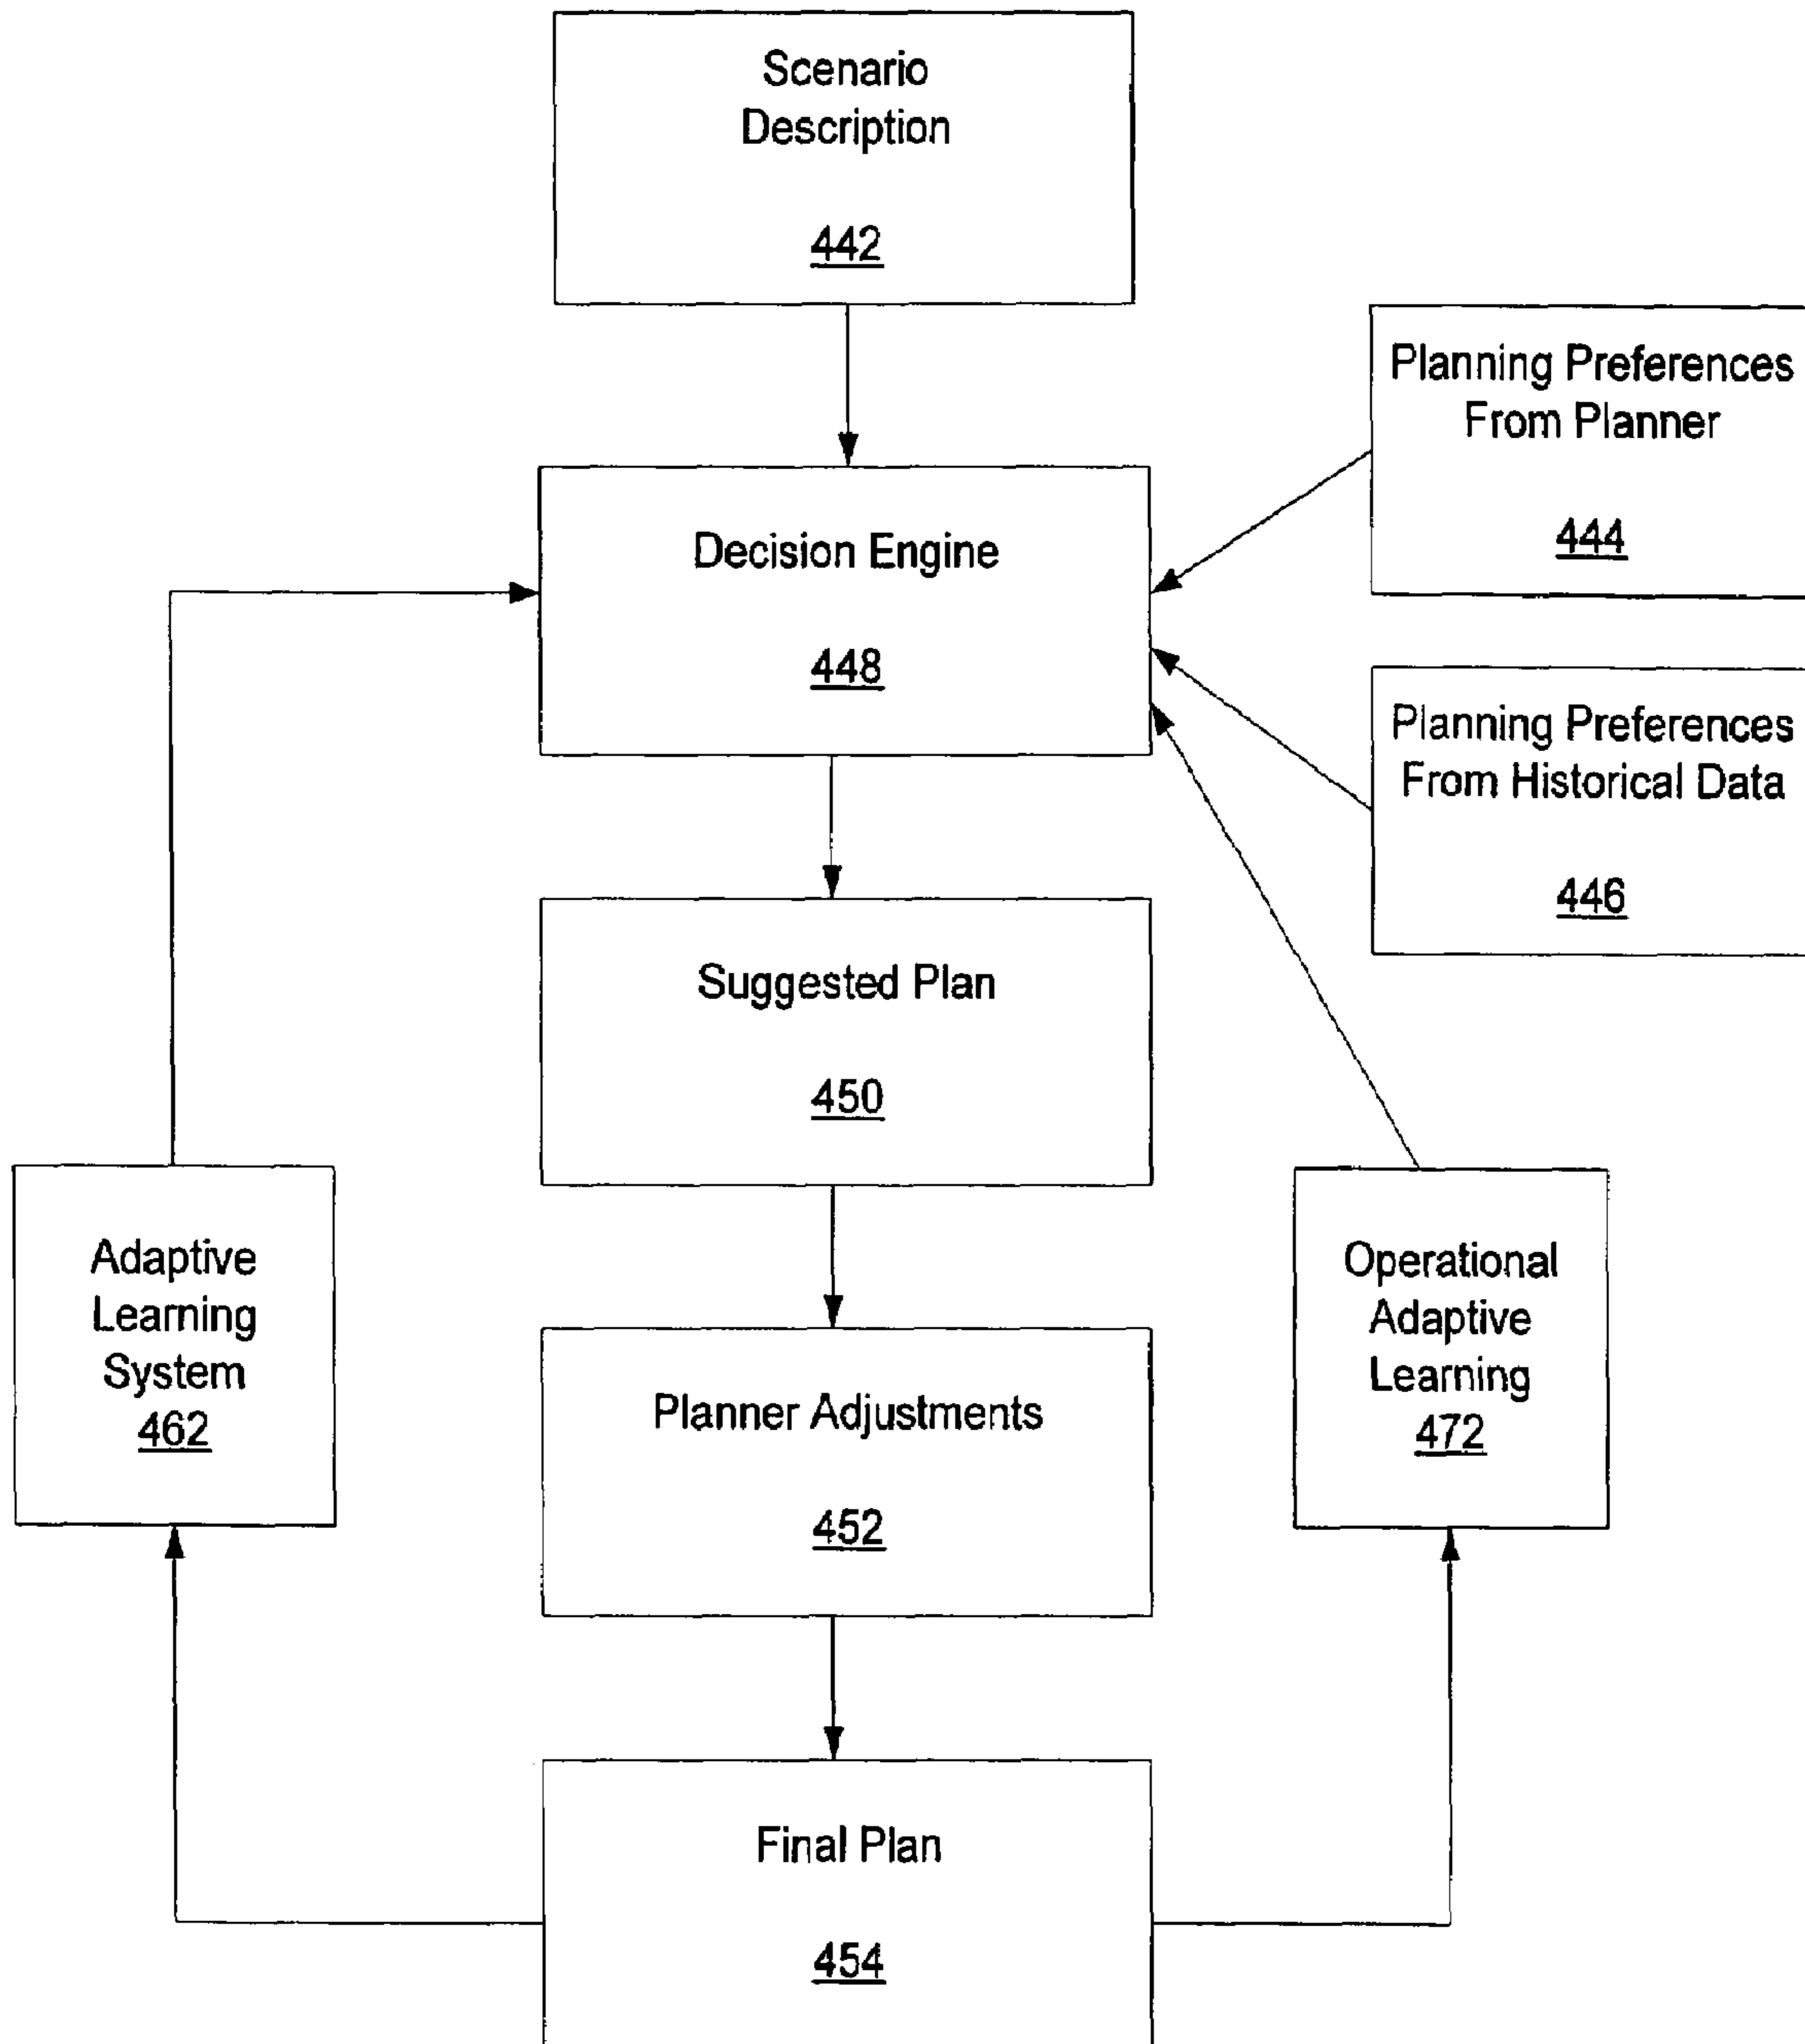 Scenario
Description
442
Planning Preferences
From Planner
444
Decision Engine
448
Planning Preferences
From Historical Data
446
Suggested Plan
450
Adaptive
Learning
System
462
Operational
Adaptive
Learning
472
Planner Adjustments
452
Final Plan
454